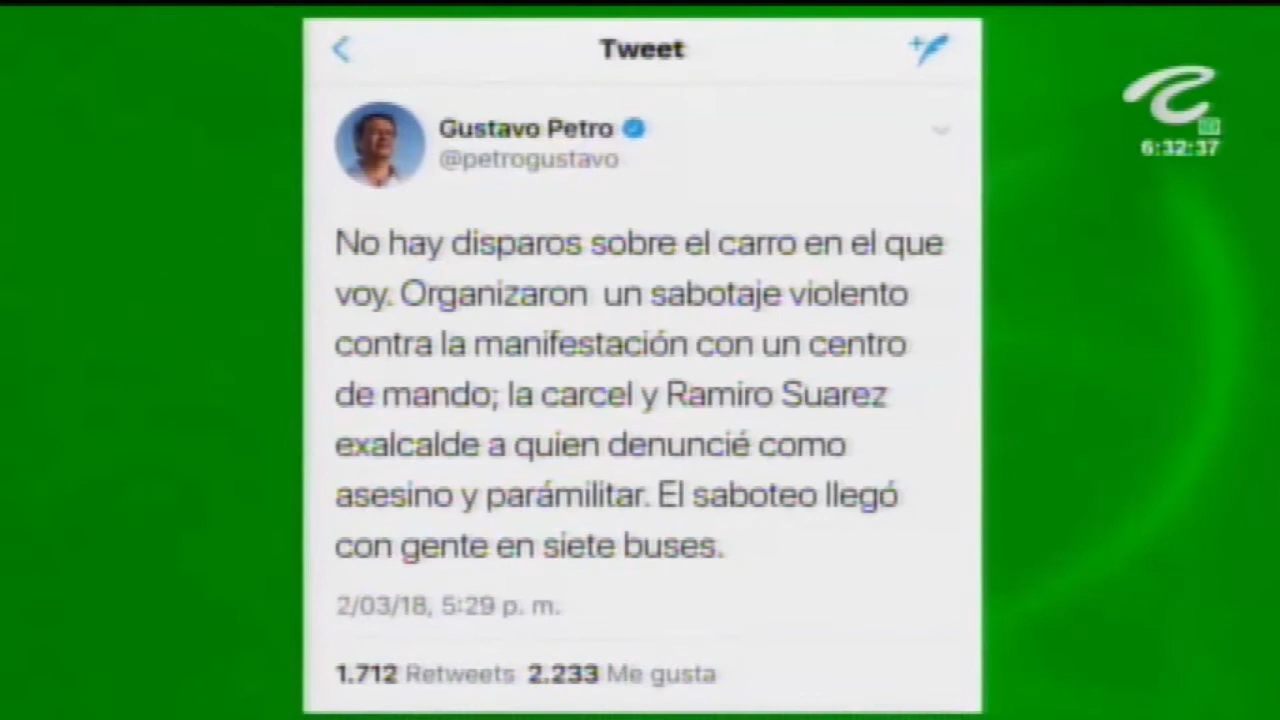 Tweet
Gustavo Petro
@petrogustavo
6:32:37
No hay disparos sobre el carro en el que
voy. Organizaron un sabotaje violento
contra la manifestación con un centro
de mando; la carcel y Ramiro Suarez
exalcalde a quien denuncié como
asesino y parámilitar. El saboteo llegó
con gente en siete buses.
2/03/18, 5:29 p. m.
1.712 Retweets 2.233 Me gusta